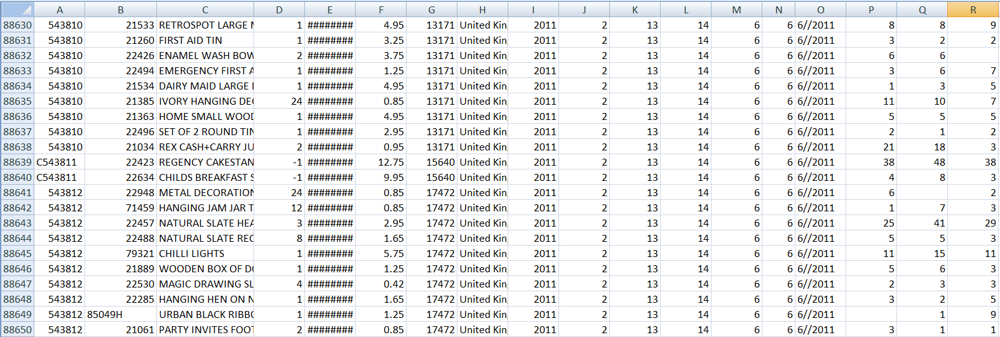 A B C D E F G H I J K L M N O P Q R
88630 543810 21533 RETROSPOT LARGE M 1 ######## 4.95 13171 United Kin 2011 2 13 14 6 6 6//2011 8 8 9
88631 543810 21260 FIRST AID TIN 1 ######## 3.25 13171 United Kin 2011 2 13 14 6 6 6//2011 3 2 2
88632 543810 22426 ENAMEL WASH BOW 2 ######## 3.75 13171 United Kin 2011 2 13 14 6 6 6//2011 6 6
88633 543810 22494 EMERGENCY FIRST A 1 ######## 1.25 13171 United Kin 2011 2 13 14 6 6 6//2011 3 6 7
88634 543810 21534 DAIRY MAID LARGE 1 ######## 4.95 13171 United Kin 2011 2 13 14 6 6 6//2011 1 3 5
88635 543810 21385 IVORY HANGING DEC 24 ######## 0.85 13171 United Kin 2011 2 13 14 6 6 6//2011 11 10 7
88636 543810 21363 HOME SMALL WOOD 1 ######## 4.95 13171 United Kin 2011 2 13 14 6 6 6//2011 5 5 5
88637 543810 22496 SET OF 2 ROUND TIN 1 ######## 2.95 13171 United Kin 2011 2 13 14 6 6 6//2011 2 1 2
88638 543810 21034 REX CASH+CARRY JU 2 ######## 0.95 13171 United Kin 2011 2 13 14 6 6 6//2011 21 18 3
88639 C543811 22423 REGENCY CAKESTAN -1 ######## 12.75 15640 United Kin 2011 2 13 14 6 6 6//2011 38 48 38
88640 C543811 22634 CHILDS BREAKFAST S -1 ######## 9.95 15640 United Kin 2011 2 13 14 6 6 6//2011 4 8 3
88641 543812 22948 METAL DECORATION 24 ######## 0.85 17472 United Kin 2011 2 13 14 6 6 6//2011 6 2
88642 543812 71459 HANGING JAM JAR T 12 ######## 0.85 17472 United Kin 2011 2 13 14 6 6 6//2011 1 7 3
88643 543812 22457 NATURAL SLATE HEA 3 ######## 2.95 17472 United Kin 2011 2 13 14 6 6 6//2011 25 41 29
88644 543812 22488 NATURAL SLATE REC 8 ######## 1.65 17472 United Kin 2011 2 13 14 6 6 6//2011 5 5 3
88645 543812 79321 CHILLI LIGHTS 1 ######## 5.75 17472 United Kin 2011 2 13 14 6 6 6//2011 11 15 11
88646 543812 21889 WOODEN BOX OF DO 1 ######## 1.25 17472 United Kin 2011 2 13 14 6 6 6//2011 5 6 3
88647 543812 22530 MAGIC DRAWING SL 4 ######## 0.42 17472 United Kin 2011 2 13 14 6 6 6//2011 2 3 3
88648 543812 22285 HANGING HEN ON N 1 ######## 1.65 17472 United Kin 2011 2 13 14 6 6 6//2011 3 2 5
88649 543812 85049H URBAN BLACK RIBBO 1 ######## 1.25 17472 United Kin 2011 2 13 14 6 6 6//2011 1 9
88650 543812 21061 PARTY INVITES FOOT 2 ######## 0.85 17472 United Kin 2011 2 13 14 6 6 6//2011 3 1 1